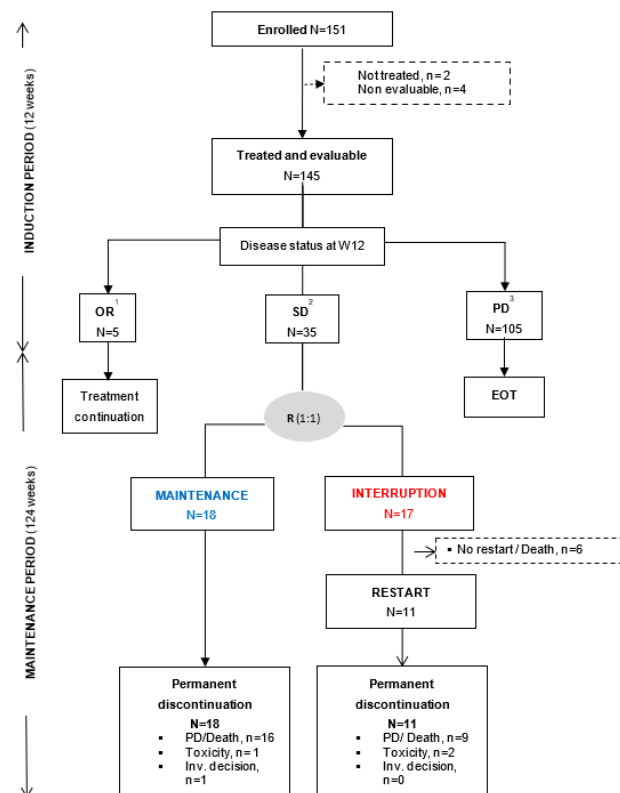 INDUCTION PERIOD (12 weeks)
Enrolled N=151
Not treated, n=2
Non evaluable, n=4
Treated and evaluable
N=145
Disease status at W12
OR1
N=5
SD2
N=35
PD3
N=105
Treatment
continuation
EOT
MAINTENANCE PERIOD (124 weeks)
R (1:1)
MAINTENANCE
N=18
INTERRUPTION
N=17
▪ No restart / Death, n=6
RESTART
N=11
Permanent
discontinuation
N=18
▪ PD/Death, n=16
▪ Toxicity, n= 1
▪ Inv. decision,
n=1
Permanent
discontinuation
N=11
▪ PD/ Death, n=9
▪ Toxicity, n=2
▪ Inv. decision,
n=0